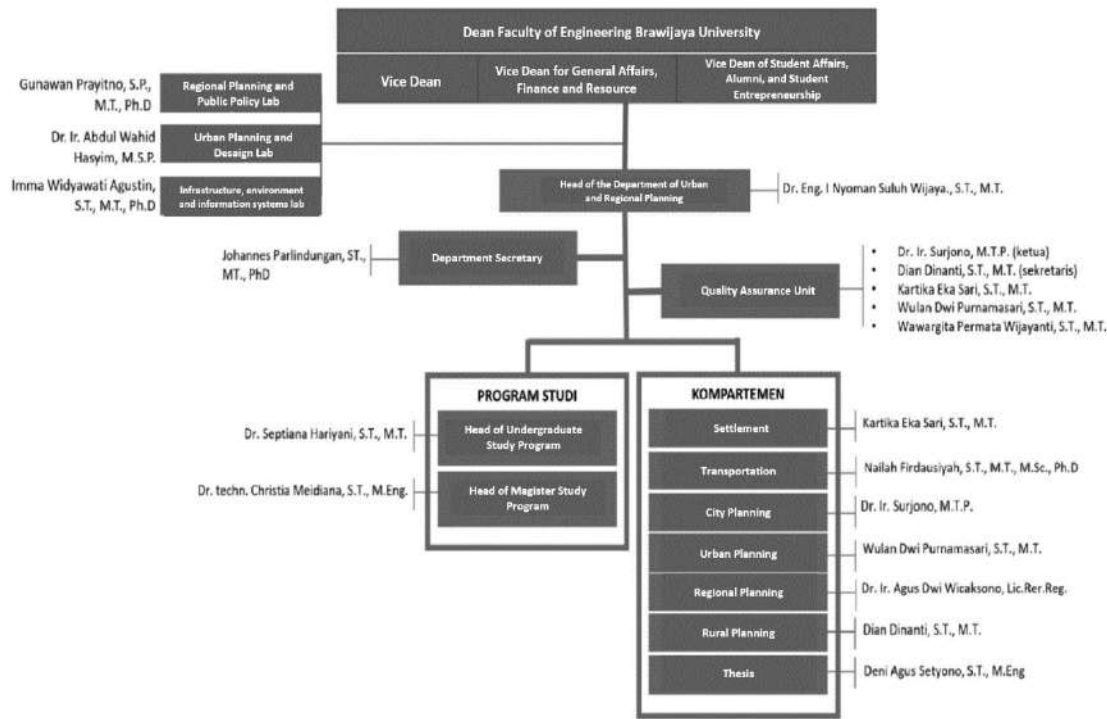 Dean Faculty of Engineering Brawijaya University
Vice Dean
Vice Dean for General Affairs,
Finance and Resource
Vice Dean of Student Affairs,
Alumni, and Student
Entrepreneurship
Gunawan Prayitno, S.P.,
M.T., Ph.D
Regional Planning and
Public Policy Lab
Dr. Ir. Abdul Wahid
Hasyim, M.S.P.
Urban Planning and
Desaign Lab
Imma Widyawati Agustin,
S.T., M.T., Ph.D
Infrastructure, environment
and information systems lab
Head of the Department of Urban
and Regional Planning
Dr. Eng. I Nyoman Suluh Wijaya., S.T., M.T.
Johannes Parlindungan, ST.,
MT., PhD
Department Secretary
Quality Assurance Unit
• Dr. Ir. Surjono, M.T.P. (ketua)
• Dian Dinanti, S.T., M.T. (sekretaris)
• Kartika Eka Sari, S.T., M.T.
• Wulan Dwi Purnamasari, S.T., M.T.
• Wawargita Permata Wijayanti, S.T., M.T.
PROGRAM STUDI
Dr. Septiana Hariyani, S.T., M.T.
Head of Undergraduate
Study Program
Dr. techn. Christia Meidiana, S.T., M.Eng.
Head of Magister Study
Program
KOMPARTEMEN
Settlement
Kartika Eka Sari, S.T., M.T.
Transportation
Nailah Firdausiyah, S.T., M.T., M.Sc., Ph.D
City Planning
Dr. Ir. Surjono, M.T.P.
Urban Planning
Wulan Dwi Purnamasari, S.T., M.T.
Regional Planning
Dr. Ir. Agus Dwi Wicaksono, Lic.Rer.Reg.
Rural Planning
Dian Dinanti, S.T., M.T.
Thesis
Deni Agus Setyono, S.T., M.Eng